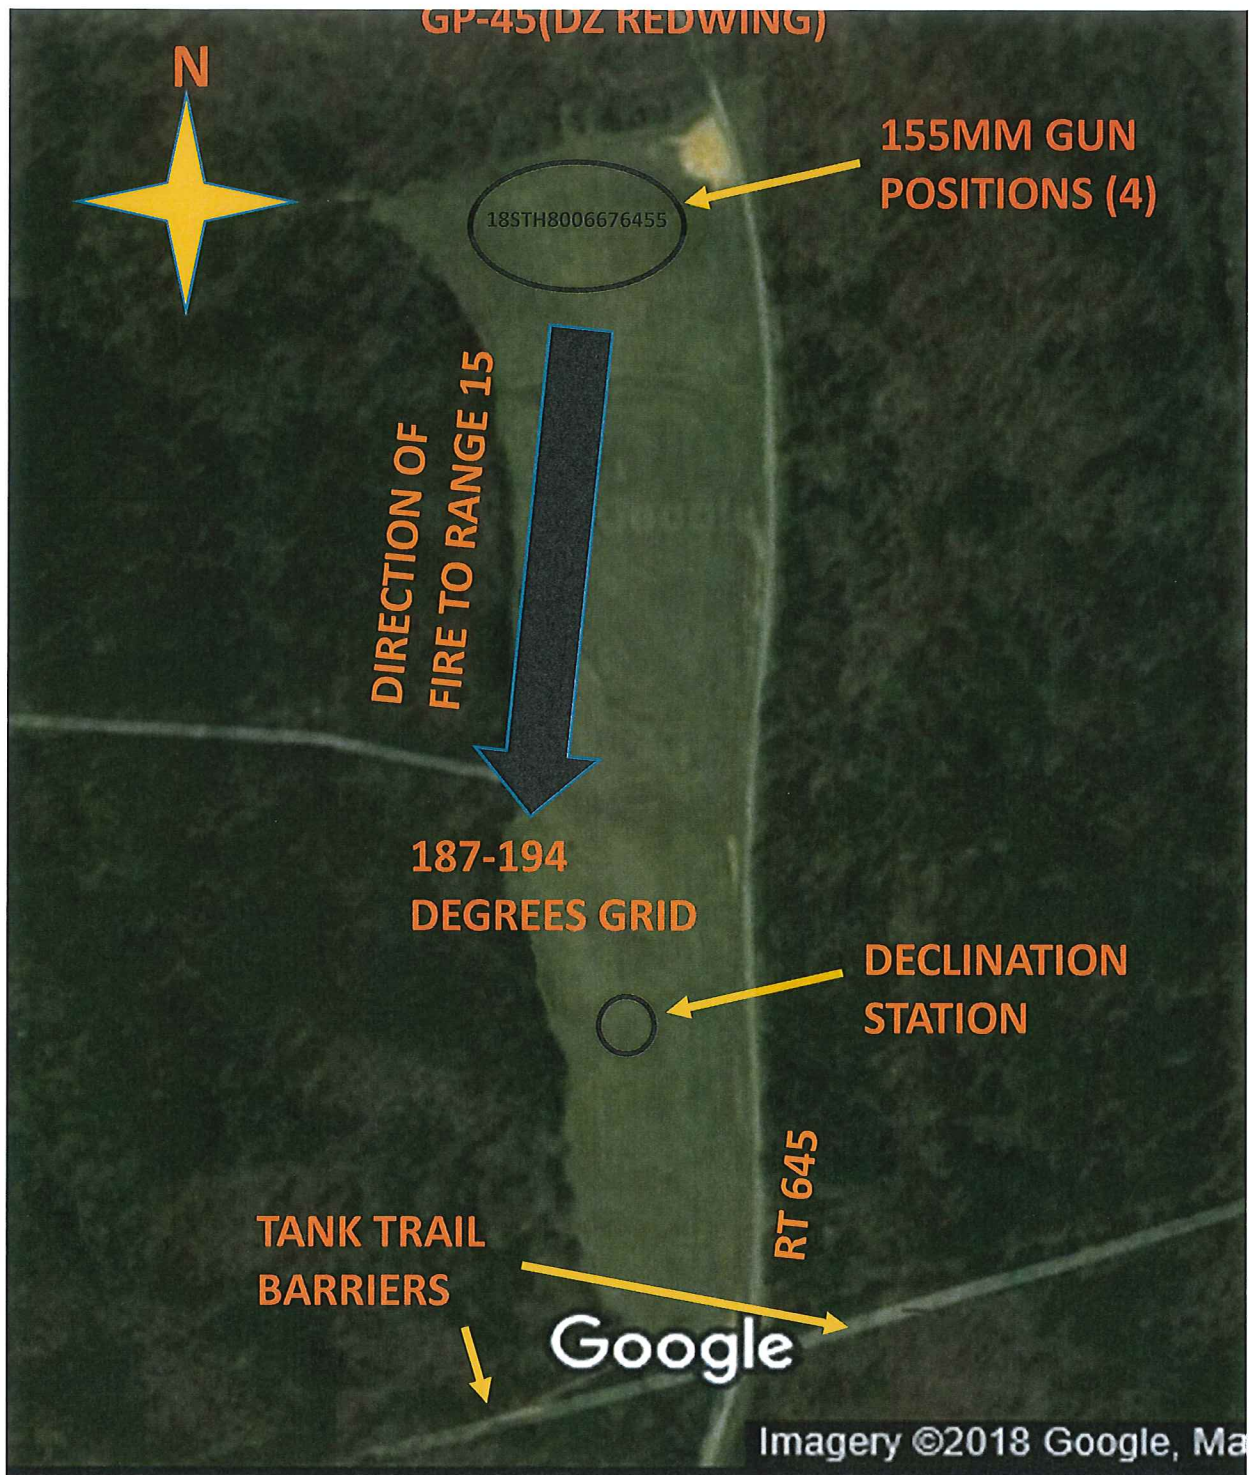 GP-45(DZ REDWING)
N
155MM GUN
POSITIONS (4)
18STH8006676455
DIRECTION OF
FIRE TO RANGE 15
187-194
DEGREES GRID
DECLINATION
STATION
RT 645
TANK TRAIL
BARRIERS
Google
Imagery ©2018 Google, Ma